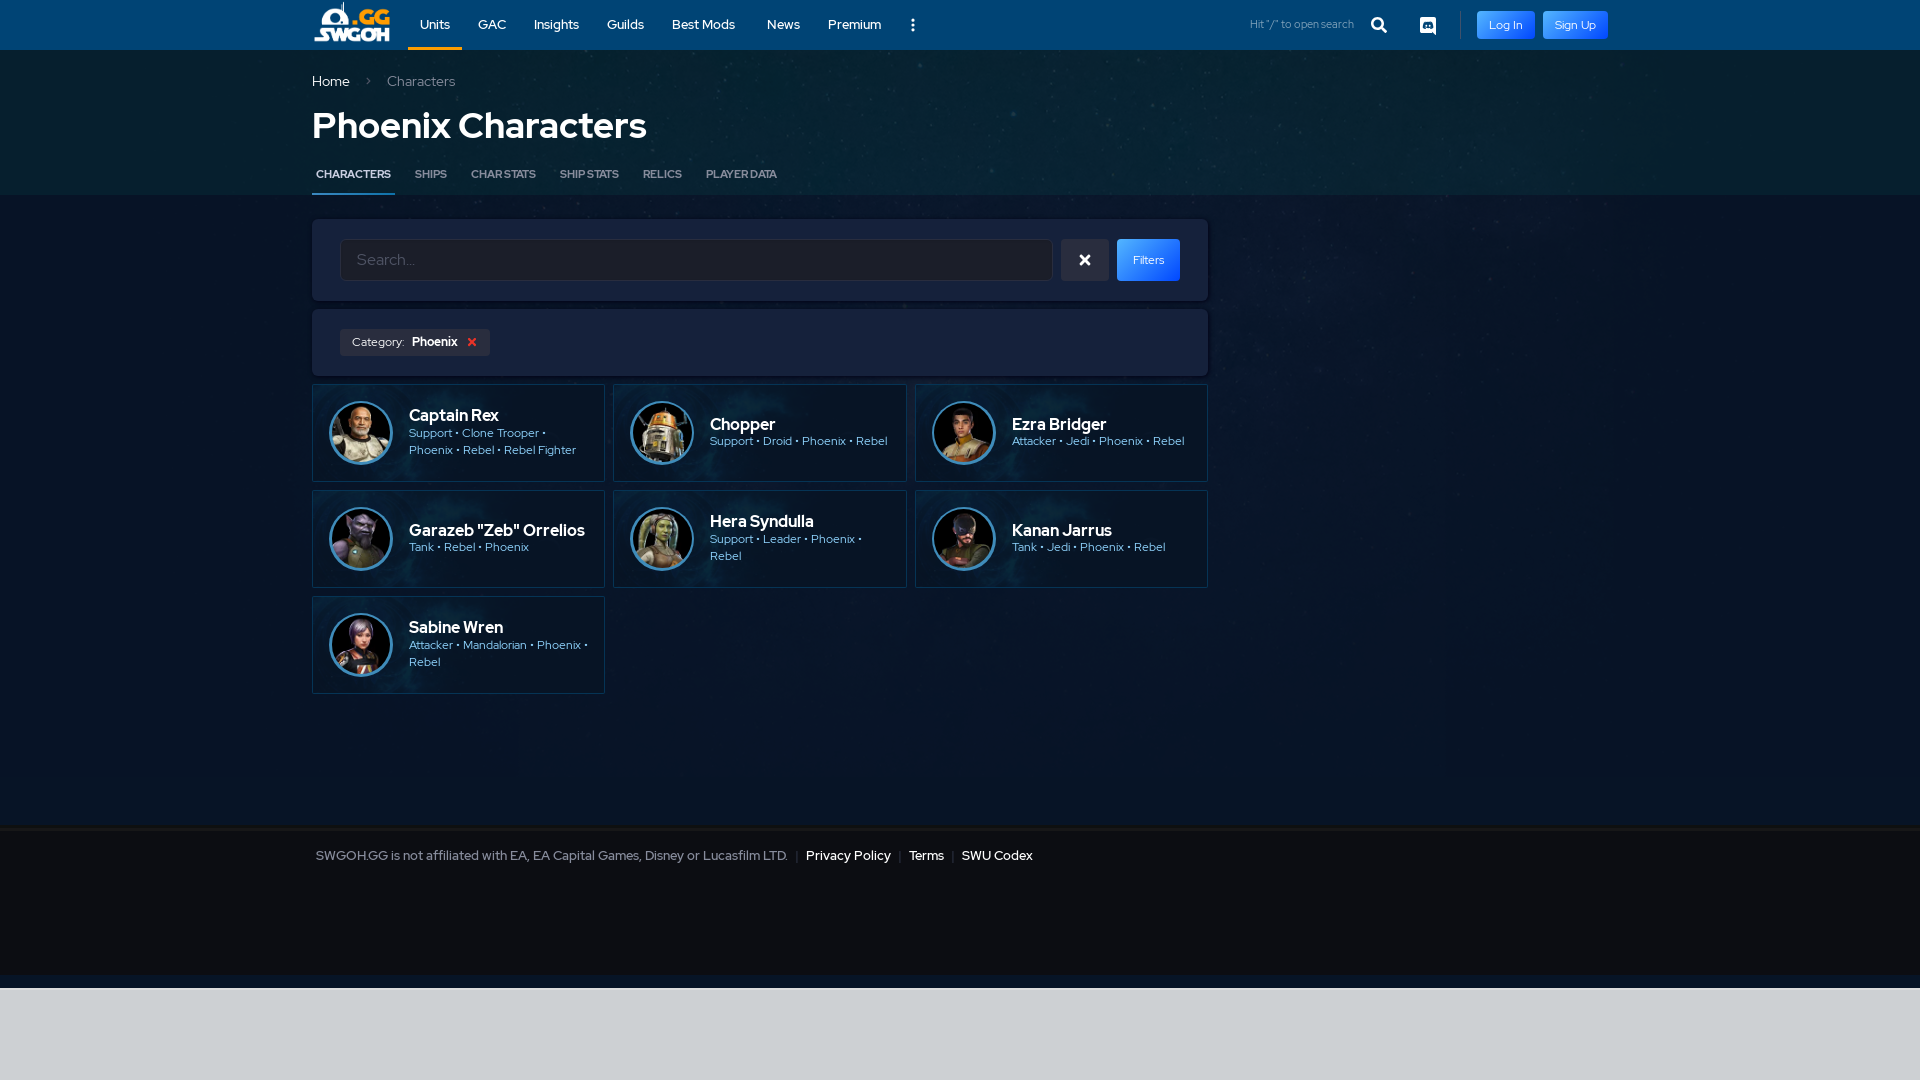 .GG
SWGOH
Units
GAC
Insights
Guilds
Best Mods
News
Premium
Hit "/" to open search
Log In
Sign Up
Home
Characters
Phoenix Characters
CHARACTERS
SHIPS
CHAR STATS
SHIP STATS
RELICS
PLAYER DATA
Search...
Filters
Category: Phoenix
Captain Rex
Support • Clone Trooper •
Phoenix • Rebel • Rebel Fighter
Chopper
Support • Droid • Phoenix • Rebel
Ezra Bridger
Attacker • Jedi • Phoenix • Rebel
Garazeb "Zeb" Orrelios
Tank • Rebel • Phoenix
Hera Syndulla
Support • Leader • Phoenix •
Rebel
Kanan Jarrus
Tank • Jedi • Phoenix • Rebel
Sabine Wren
Attacker • Mandalorian • Phoenix •
Rebel
SWGOH.GG is not affiliated with EA, EA Capital Games, Disney or Lucasfilm LTD. | Privacy Policy | Terms | SWU Codex